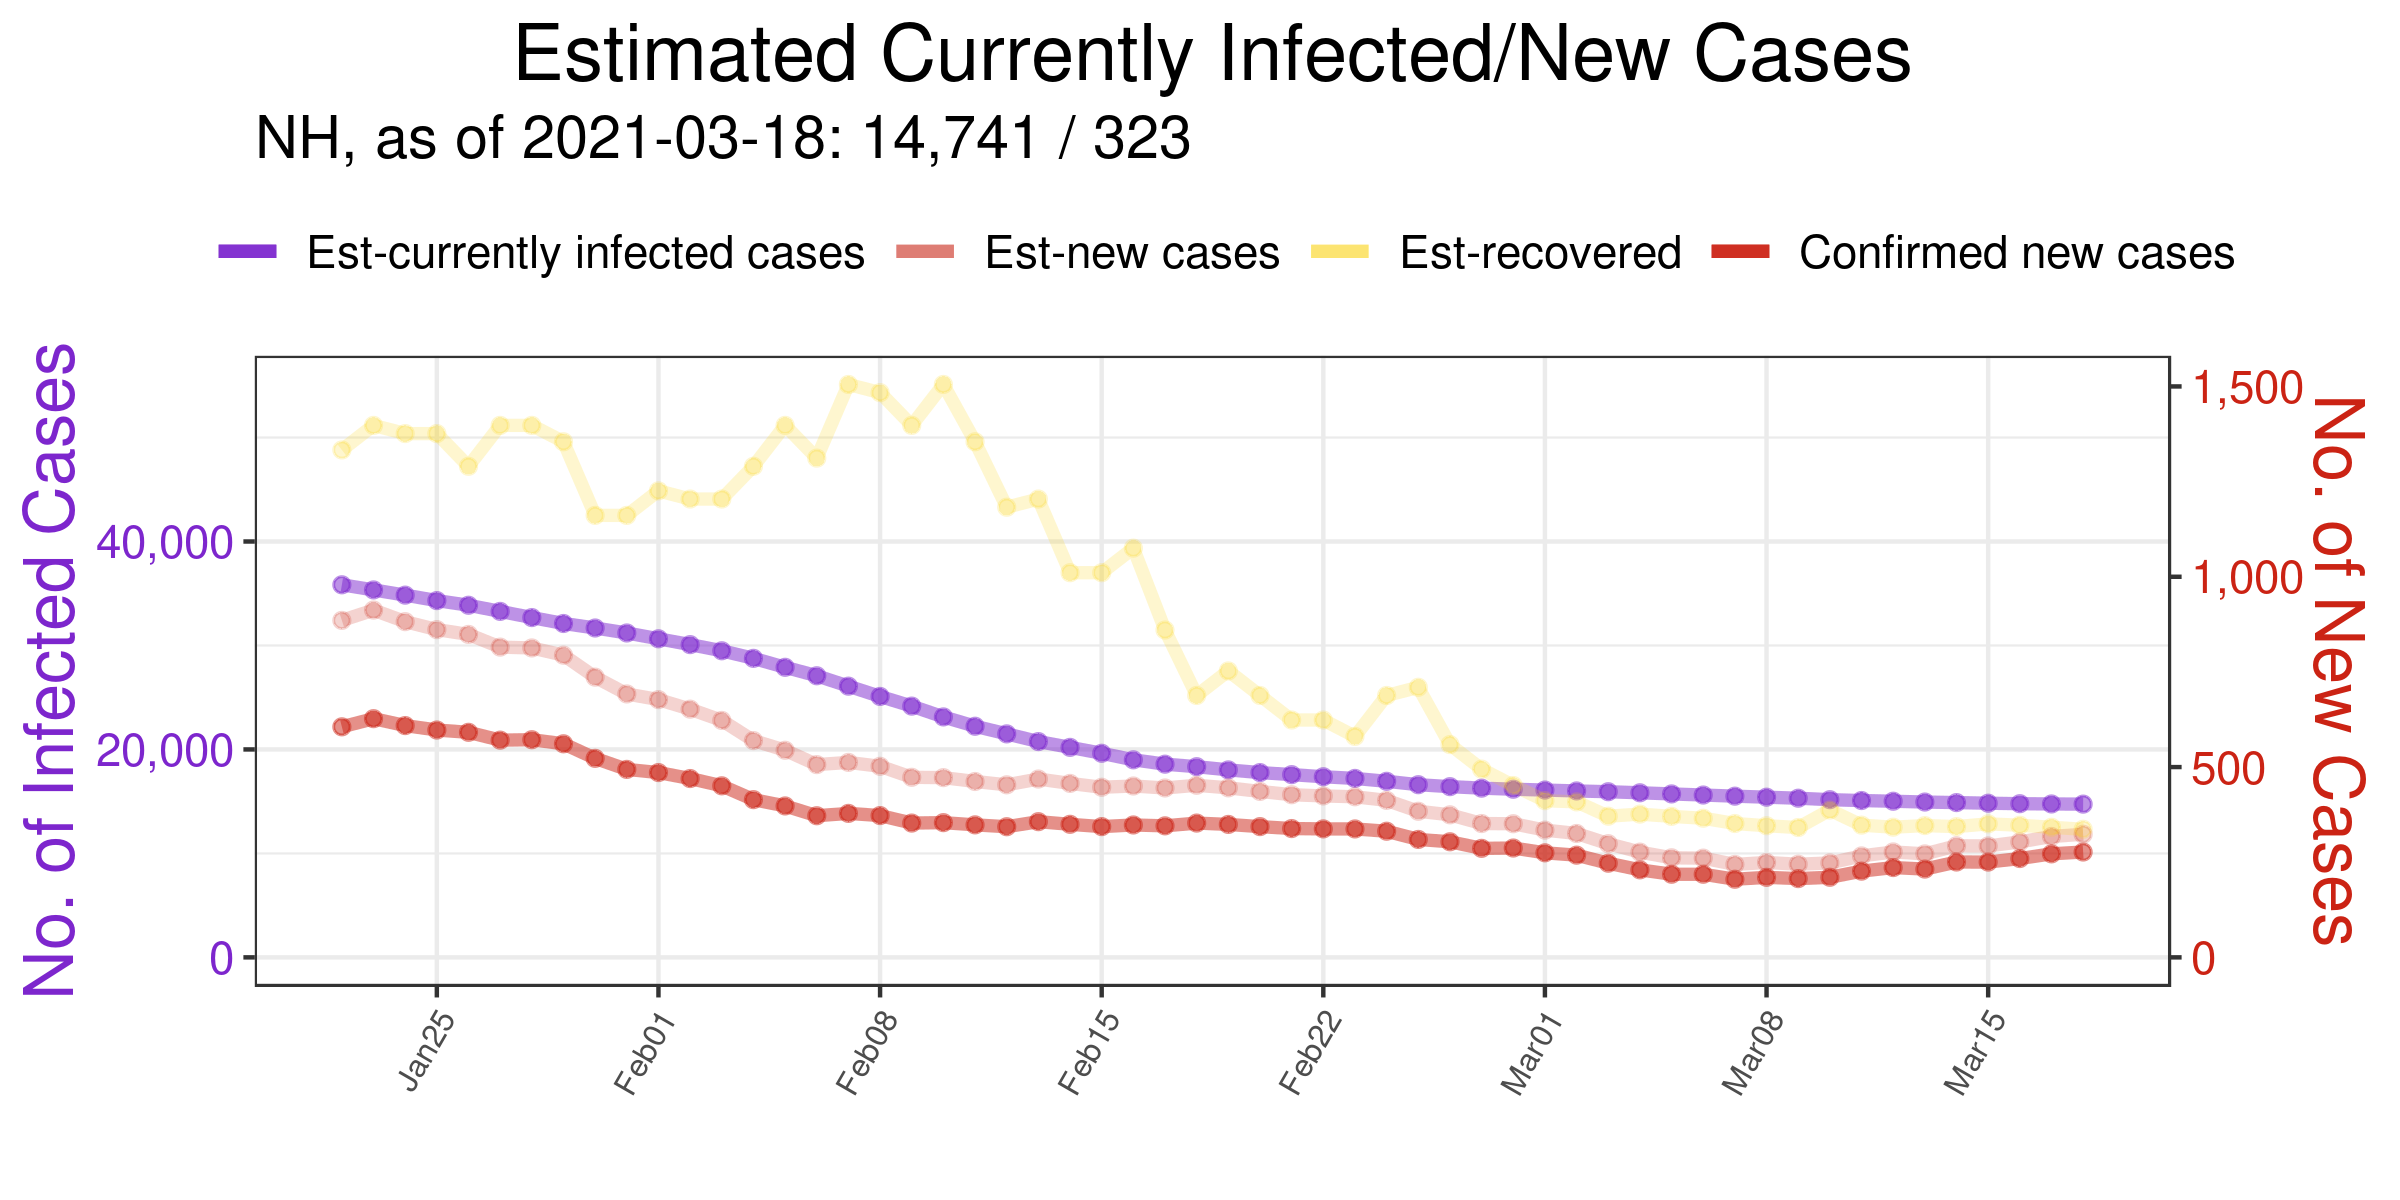 Estimated Currently Infected/New Cases
NH, as of 2021-03-18: 14,741 / 323
Est-currently infected cases Est-new cases Est-recovered Confirmed new cases
No. of Infected Cases
40,000
20,000
0
1,500
1,000
500
0
No. of New Cases
Jan25 Feb01 Feb08 Feb15 Feb22 Mar01 Mar08 Mar15